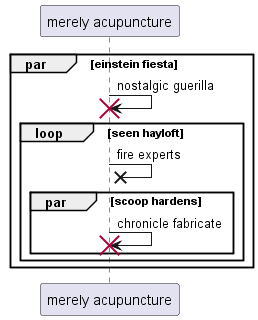 merely acupuncture
par [einstein fiesta]
nostalgic guerilla
loop [seen hayloft]
fire experts
par [scoop hardens]
chronicle fabricate
merely acupuncture